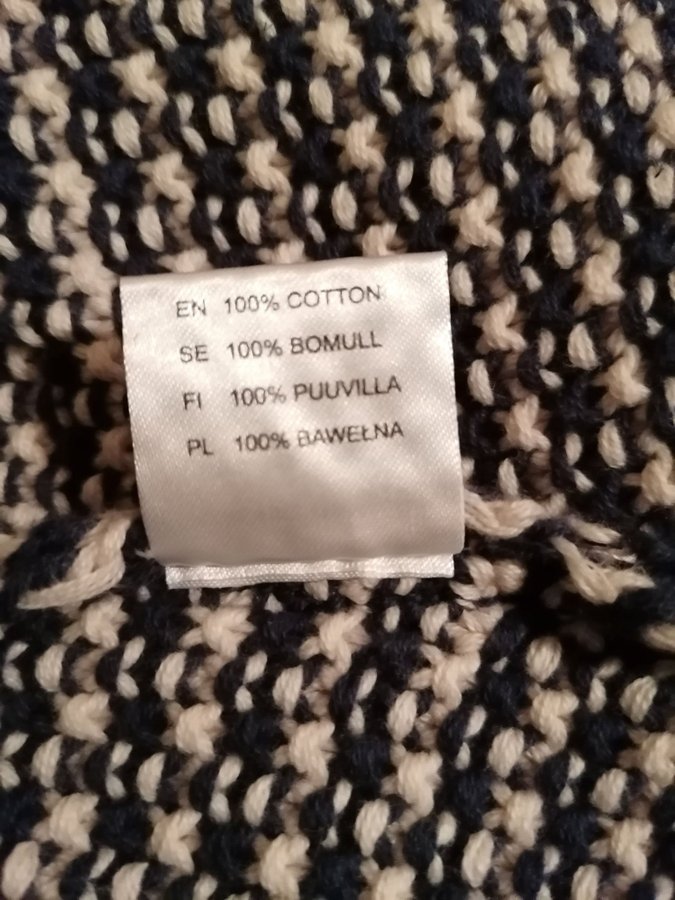 EN 100% COTTON
SE 100% BOMULL
FI 100% PUUVILLA
PL 100% BAWEŁNA